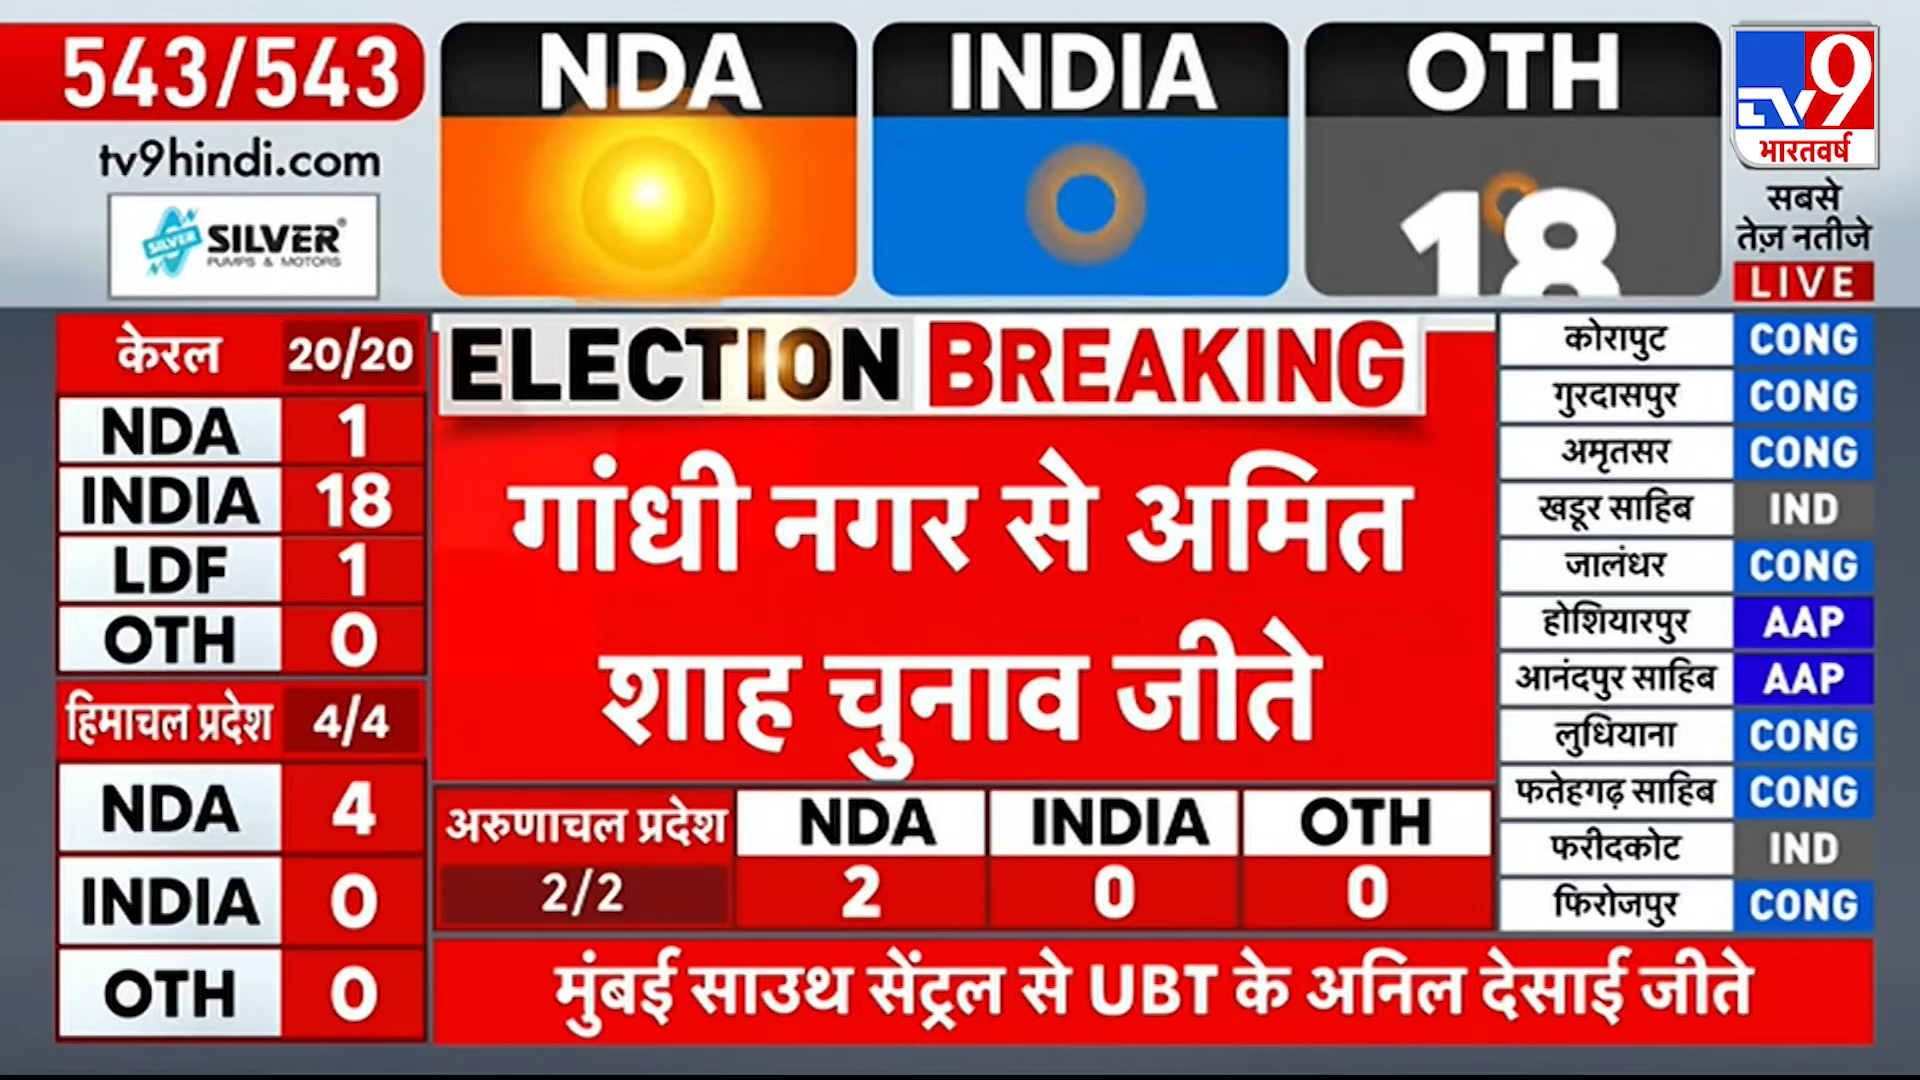 543/543
NDA
INDIA
OTH
18
TV9
भारतवर्ष
tv9hindi.com
SILVER
SILVER®
PUMPS & MOTORS
सबसे
तेज़ नतीजे
LIVE
केरल 20/20
NDA 1
INDIA 18
LDF 1
OTH 0
हिमाचल प्रदेश 4/4
NDA 4
INDIA 0
OTH 0
ELECTION BREAKING
गांधी नगर से अमित
शाह चुनाव जीते
अरुणाचल प्रदेश NDA INDIA OTH
2/2 2 0 0
कोरापुट CONG
गुरदासपुर CONG
अमृतसर CONG
खडूर साहिब IND
जालंधर CONG
होशियारपुर AAP
आनंदपुर साहिब AAP
लुधियाना CONG
फतेहगढ़ साहिब CONG
फरीदकोट IND
फिरोजपुर CONG
मुंबई साउथ सेंट्रल से UBT के अनिल देसाई जीते